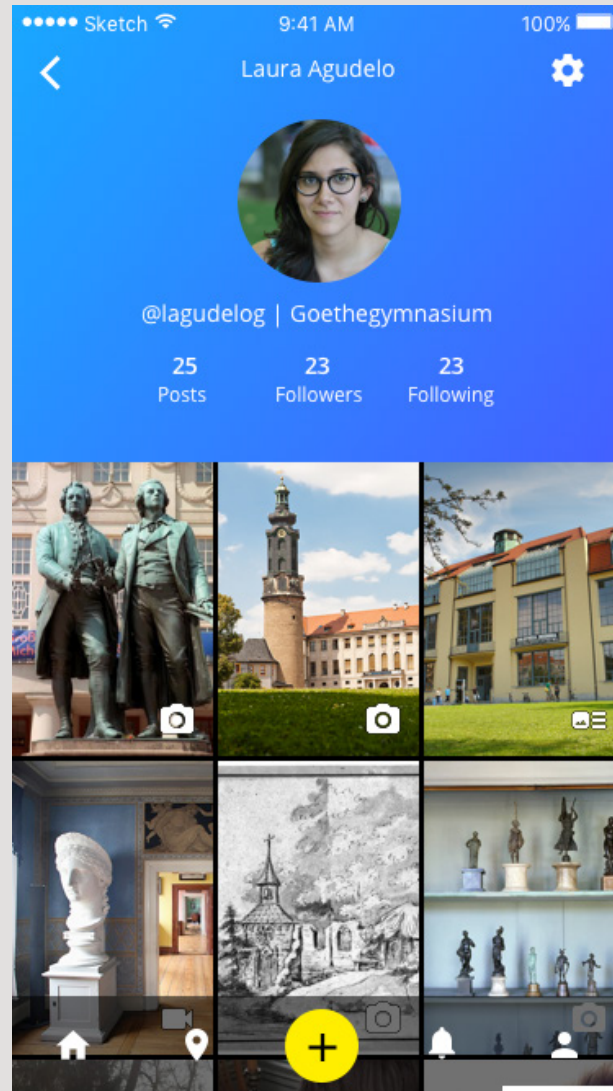 Sketch 9:41 AM 100%
Laura Agudelo
@lagudelog | Goethegymnasium
25 23 23
Posts Followers Following
+